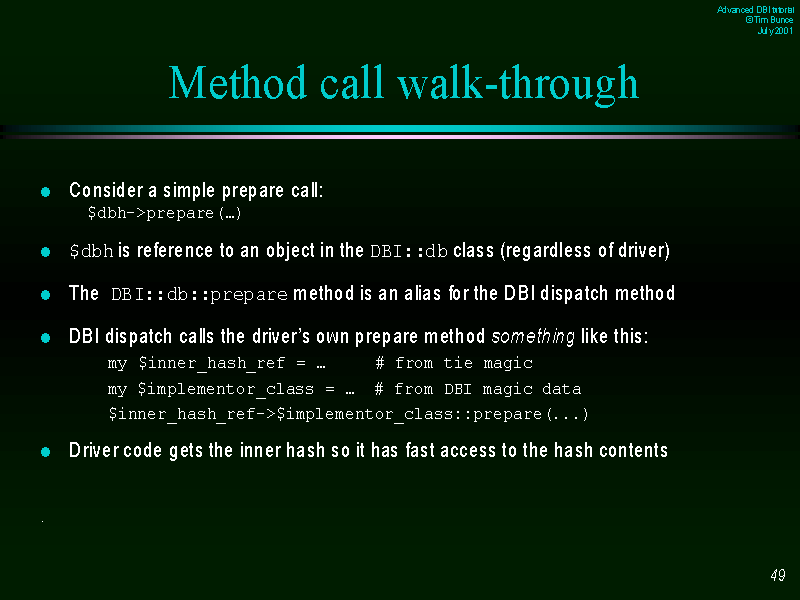 Advanced DBI tutorial
© Tim Bunce
July 2001
Method call walk-through
Consider a simple prepare call:
$dbh->prepare(…)
$dbh is reference to an object in the DBI::db class (regardless of driver)
The DBI::db::prepare method is an alias for the DBI dispatch method
DBI dispatch calls the driver’s own prepare method something like this:
my $inner_hash_ref = … # from tie magic
my $implementor_class = … # from DBI magic data
$inner_hash_ref->$implementor_class::prepare(...)
Driver code gets the inner hash so it has fast access to the hash contents
.
49